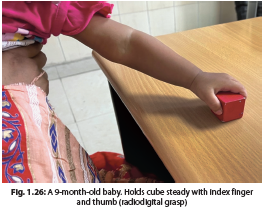 Fig. 1.26: A 9-month-old baby. Holds cube steady with index finger
and thumb (radiodigital grasp)